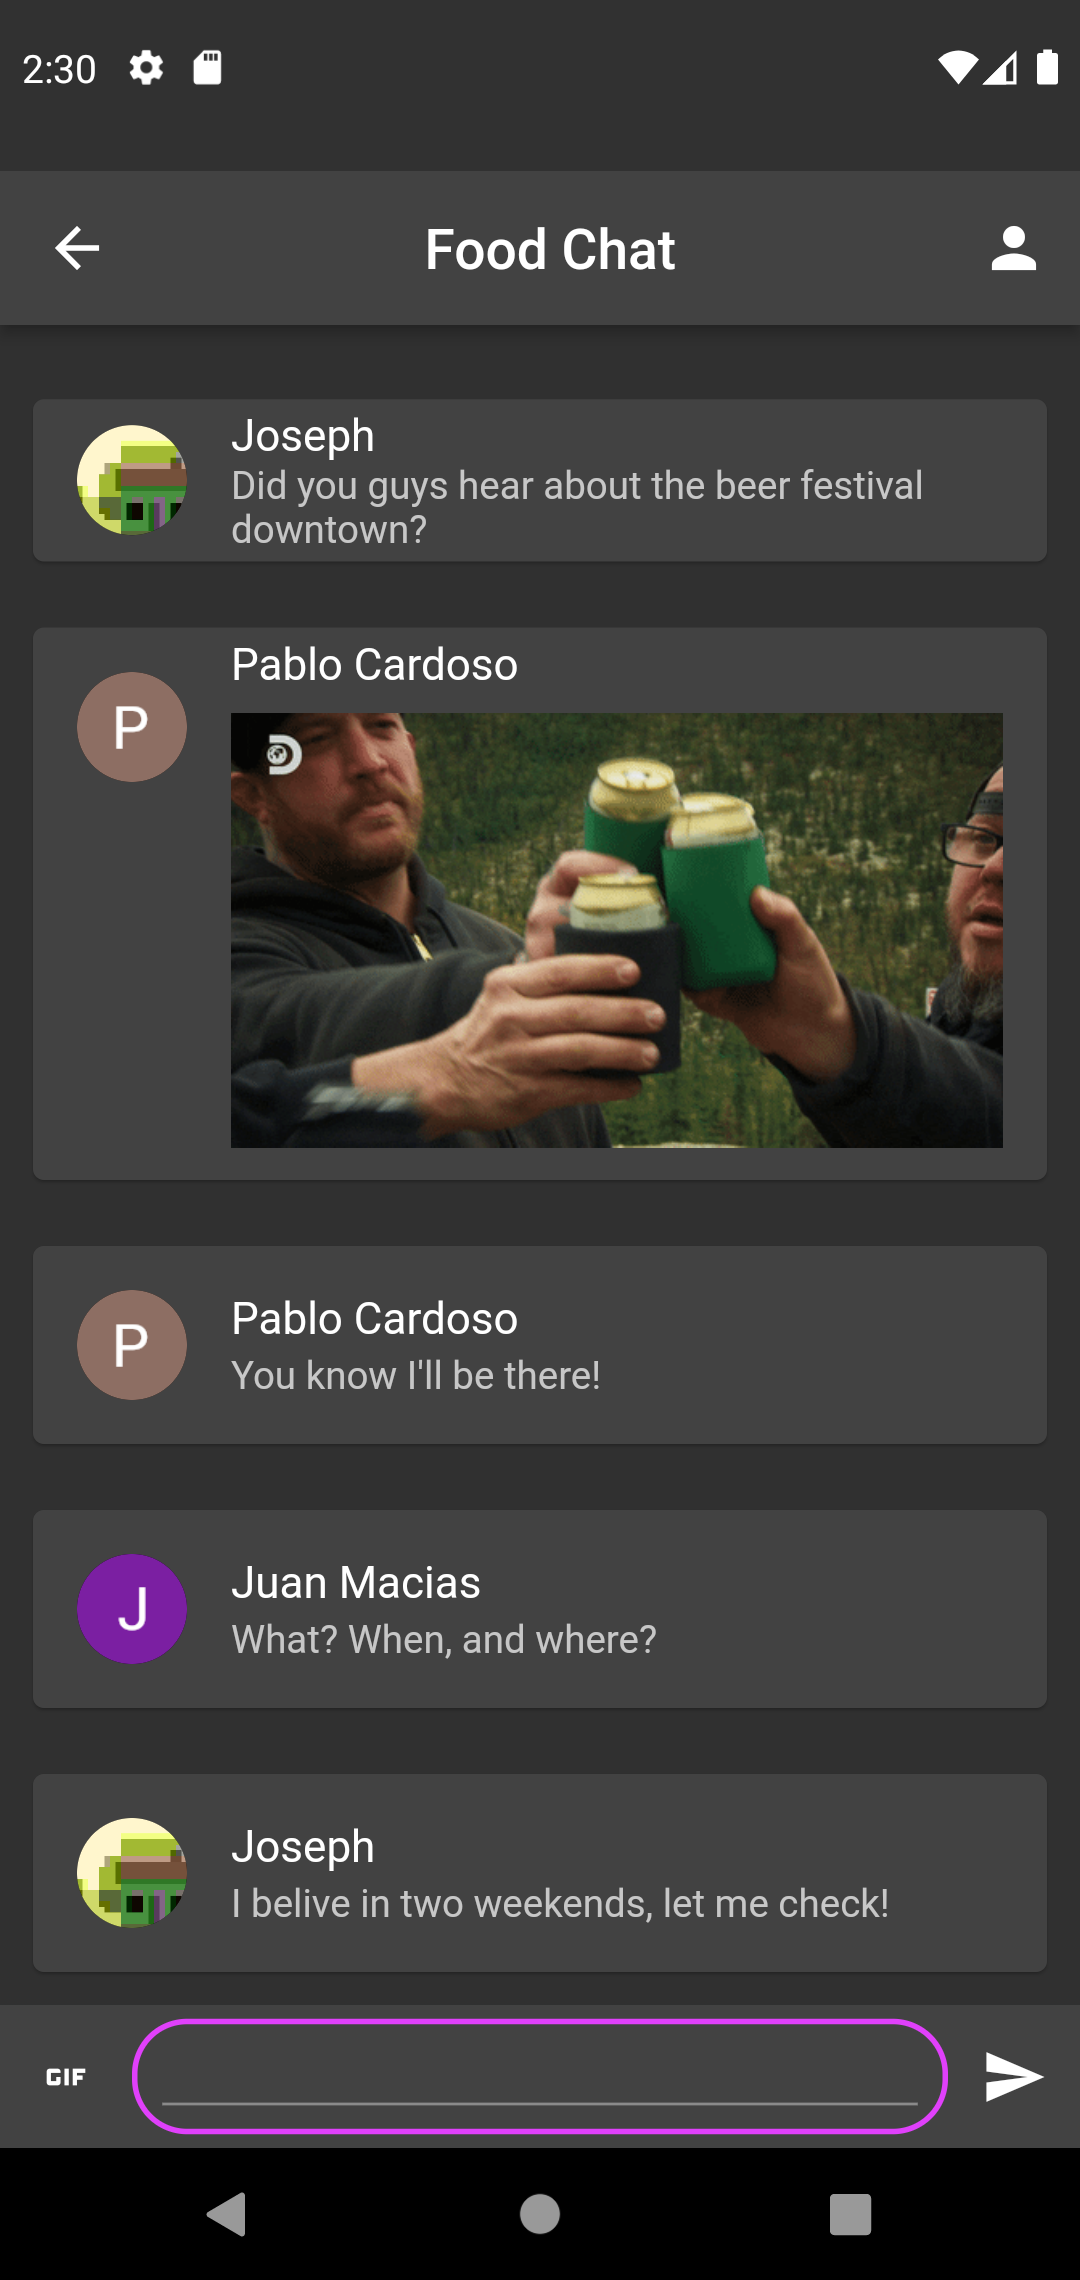 2:30
Food Chat
Joseph
Did you guys hear about the beer festival
downtown?
P
Pablo Cardoso
P
Pablo Cardoso
You know I'll be there!
J
Juan Macias
What? When, and where?
Joseph
I belive in two weekends, let me check!
GIF